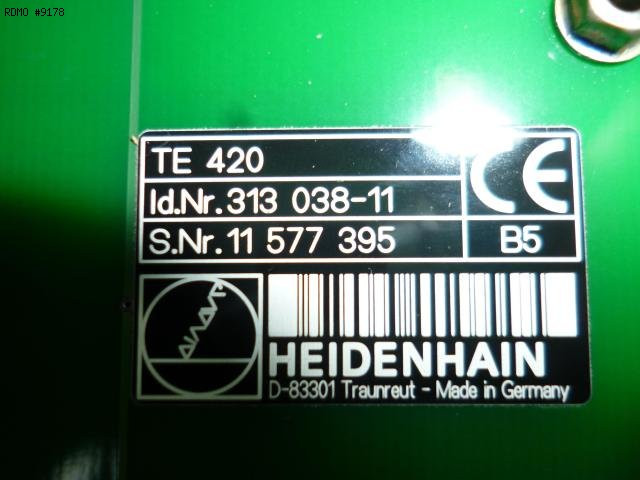 RDMO #9178
TE 420
CE
Id.Nr. 313 038-11
S.Nr. 11 577 395
B5
DIADUR
HEIDENHAIN
D-83301 Traunreut - Made in Germany